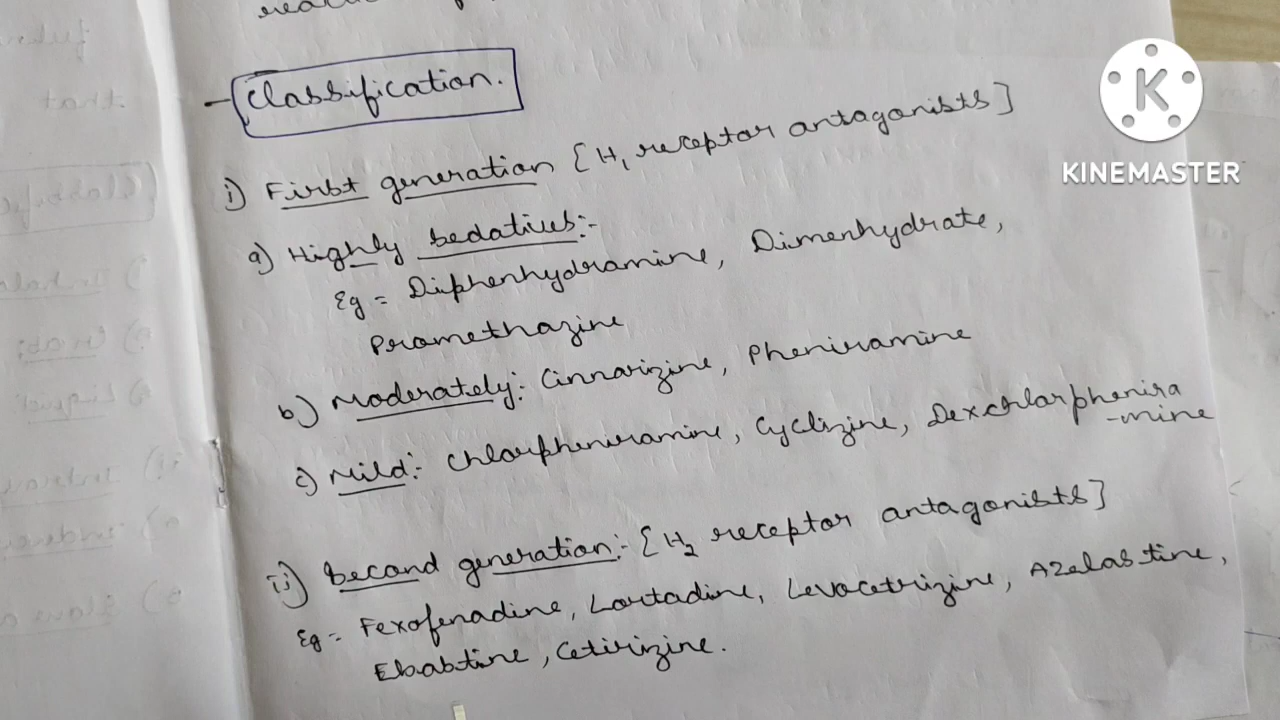 - Classification.
i) First generation [H₁ receptor antagonists]
a) Highly sedatives:-
Eg = Diphenhydramine, Dimenhydrate,
Promethazine
b) Moderately: Cinnarizine, Pheniramine
c) Mild: Chlorpheniramine, Cyclizine, Dexchlorphenira
-mine
ii) Second generation:- [H₂ receptor antagonists]
Eg = Fexofenadine, Lortadine, Levocetrizine, Azelastine,
Ebabtine, Cetirizine.
K
KINEMASTER